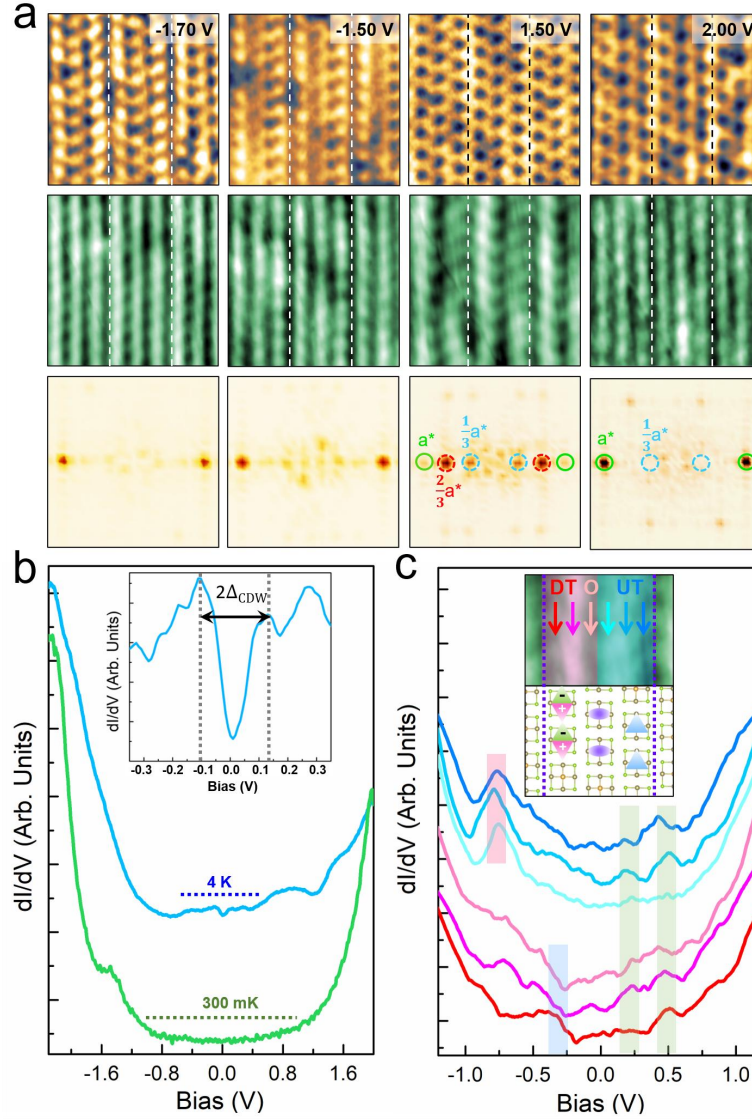 a
-1.70 V
-1.50 V
1.50 V
2.00 V
a*
1/3 a*
2/3 a*
a*
1/3 a*
b
c
dI/dV (Arb. Units)
2Δ_CDW
dI/dV (Arb. Units)
-0.3 -0.2 -0.1 0.0 0.1 0.2 0.3
Bias (V)
4 K
300 mK
-1.6 -0.8 0.0 0.8 1.6
Bias (V)
DT O UT
-
+
-
+
dI/dV (Arb. Units)
-1.0 -0.5 0.0 0.5 1.0
Bias (V)